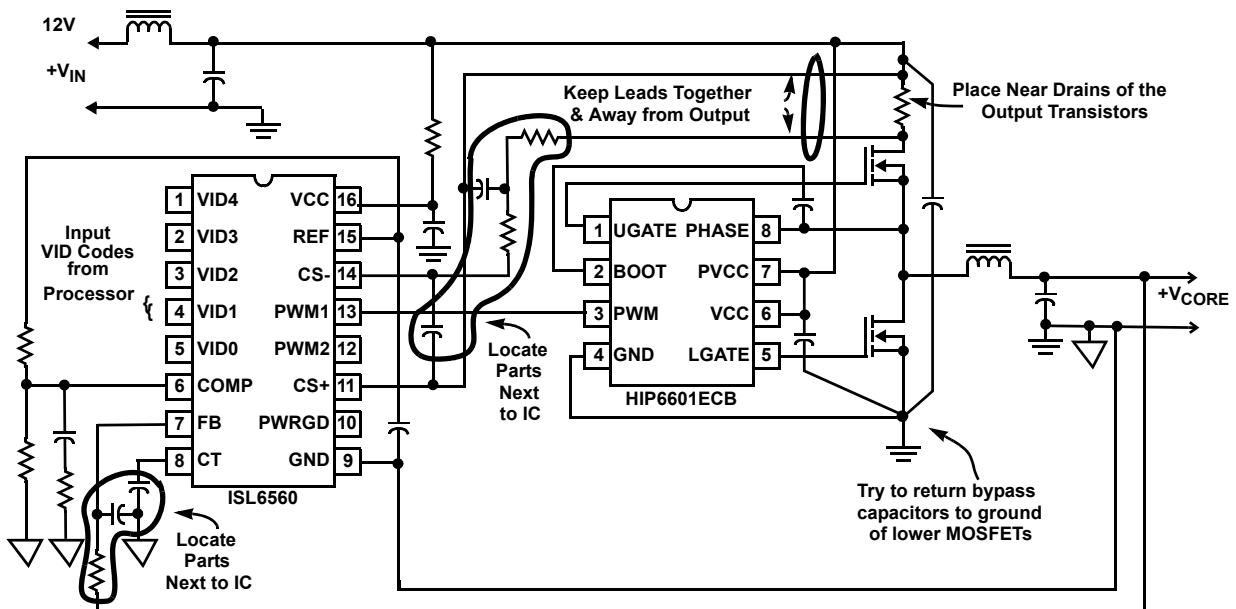 12V
+VIN
Keep Leads Together
& Away from Output
Place Near Drains of the
Output Transistors
Input
VID Codes
from
Processor
1 VID4 VCC 16
2 VID3 REF 15
3 VID2 CS- 14
4 VID1 PWM1 13
5 VID0 PWM2 12
6 COMP CS+ 11
7 FB PWRGD 10
8 CT GND 9
ISL6560
1 UGATE PHASE 8
2 BOOT PVCC 7
3 PWM VCC 6
4 GND LGATE 5
HIP6601ECB
+VCORE
Locate
Parts
Next
to IC
Try to return bypass
capacitors to ground
of lower MOSFETs
Locate
Parts
Next to IC